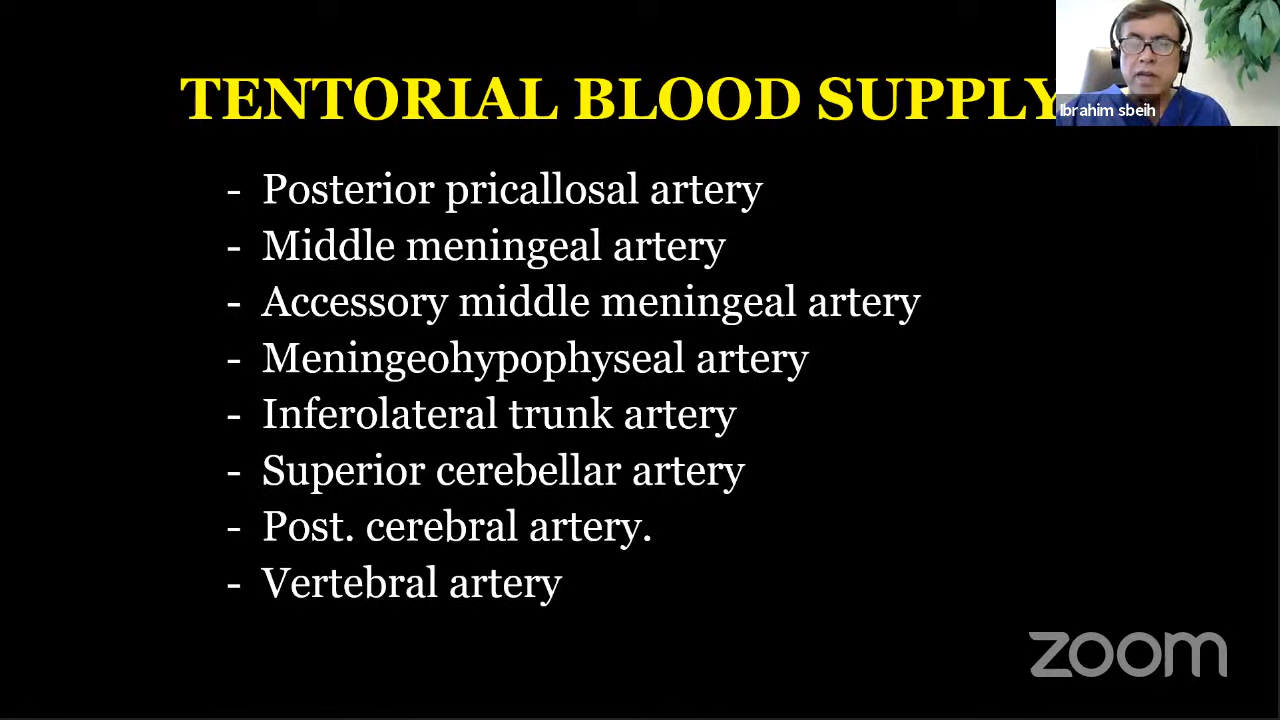 TENTORIAL BLOOD SUPPLY
Ibrahim sbeih
- Posterior pricallosal artery
- Middle meningeal artery
- Accessory middle meningeal artery
- Meningeohypophyseal artery
- Inferolateral trunk artery
- Superior cerebellar artery
- Post. cerebral artery.
- Vertebral artery
zoom